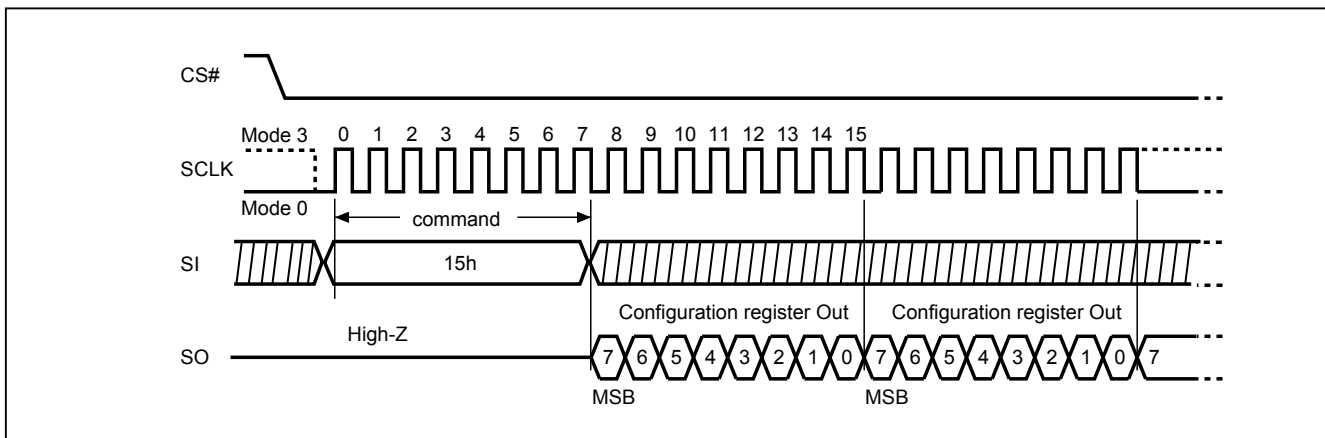 CS#
Mode 3
0 1 2 3 4 5 6 7 8 9 10 11 12 13 14 15
SCLK
Mode 0
command
SI
15h
Configuration register Out Configuration register Out
High-Z
SO
7 6 5 4 3 2 1 0 7 6 5 4 3 2 1 0 7
MSB MSB